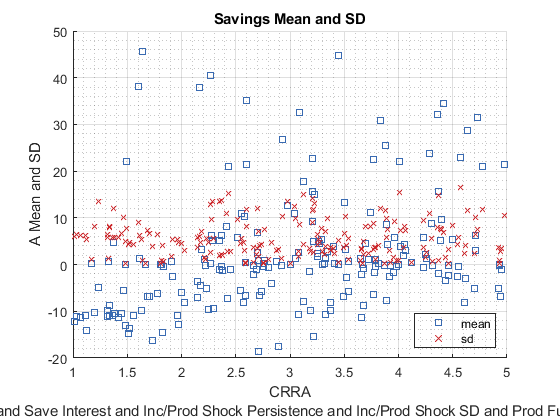 Savings Mean and SD
50
40
30
20
10
0
-10
-20
A Mean and SD
mean
sd
1 1.5 2 2.5 3 3.5 4 4.5 5
CRRA
and Save Interest and Inc/Prod Shock Persistence and Inc/Prod Shock SD and Prod